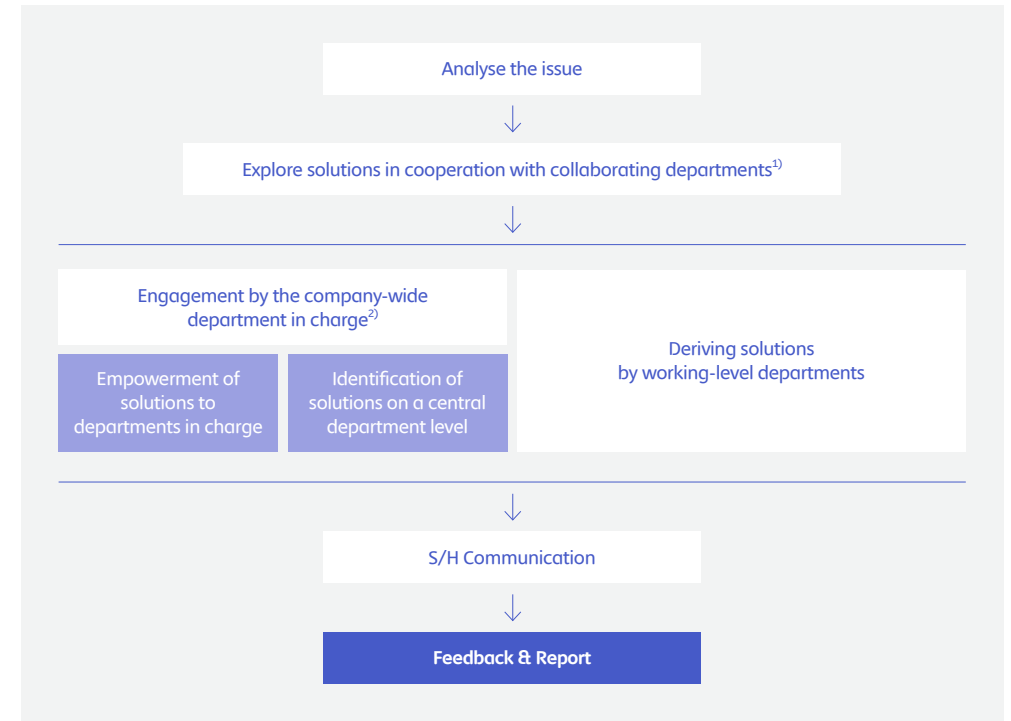 Analyse the issue
Explore solutions in cooperation with collaborating departments1)
Engagement by the company-wide
department in charge2)
Empowerment of
solutions to
departments in charge
Identification of
solutions on a central
department level
Deriving solutions
by working-level departments
S/H Communication
Feedback & Report